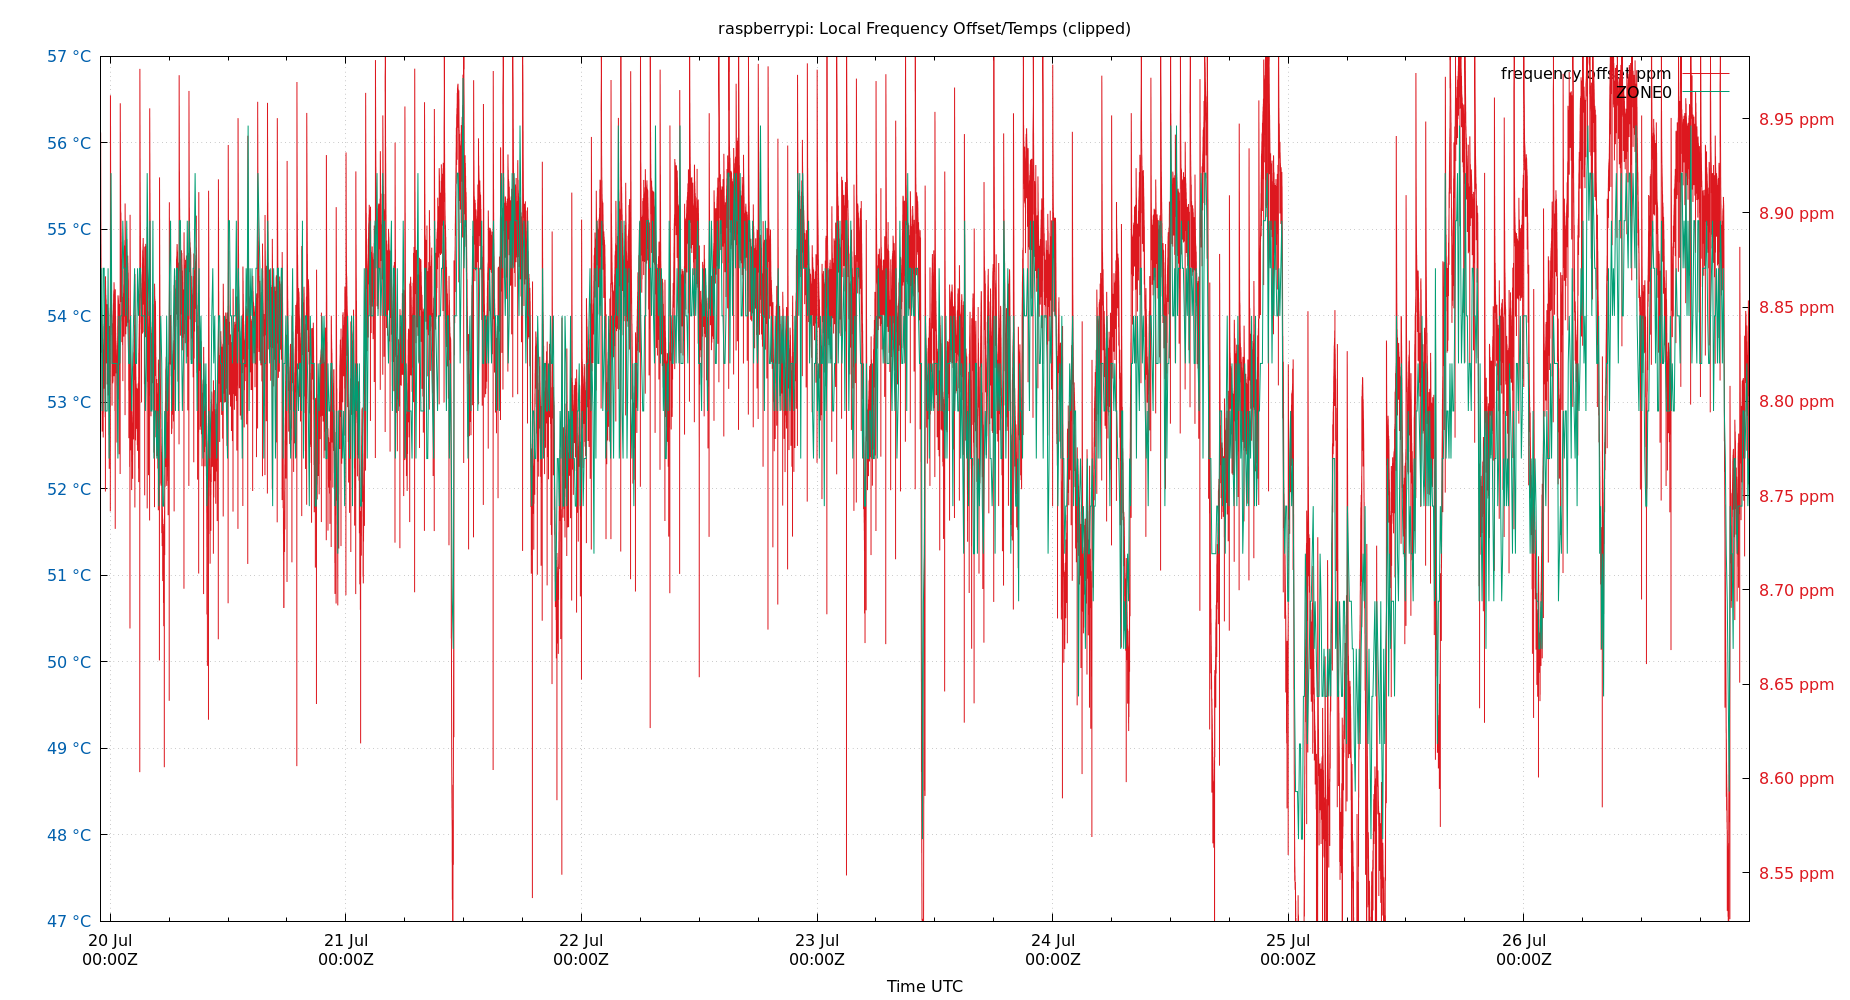 raspberrypi: Local Frequency Offset/Temps (clipped)
frequency offset ppm
ZONE0
57 °C
56 °C
55 °C
54 °C
53 °C
52 °C
51 °C
50 °C
49 °C
48 °C
47 °C
8.95 ppm
8.90 ppm
8.85 ppm
8.80 ppm
8.75 ppm
8.70 ppm
8.65 ppm
8.60 ppm
8.55 ppm
20 Jul
00:00Z
21 Jul
00:00Z
22 Jul
00:00Z
23 Jul
00:00Z
24 Jul
00:00Z
25 Jul
00:00Z
26 Jul
00:00Z
Time UTC